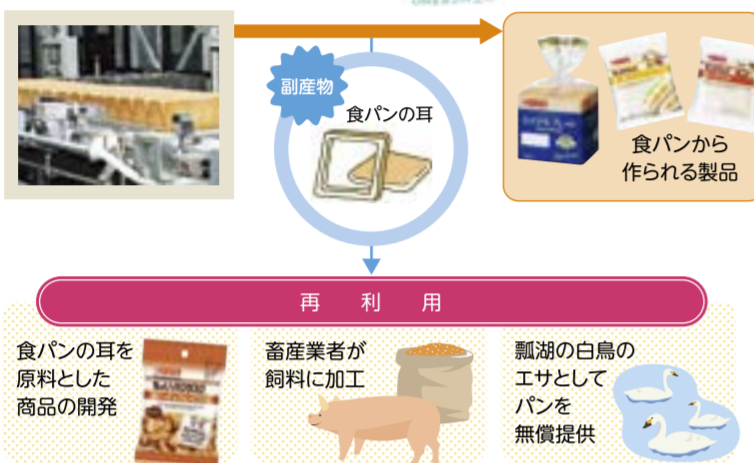 副産物
食パンの耳
食パンから
作られる製品
再利用
食パンの耳を
原料とした
商品の開発
畜産業者が
飼料に加工
瓢湖の白鳥の
エサとして
パンを
無償提供